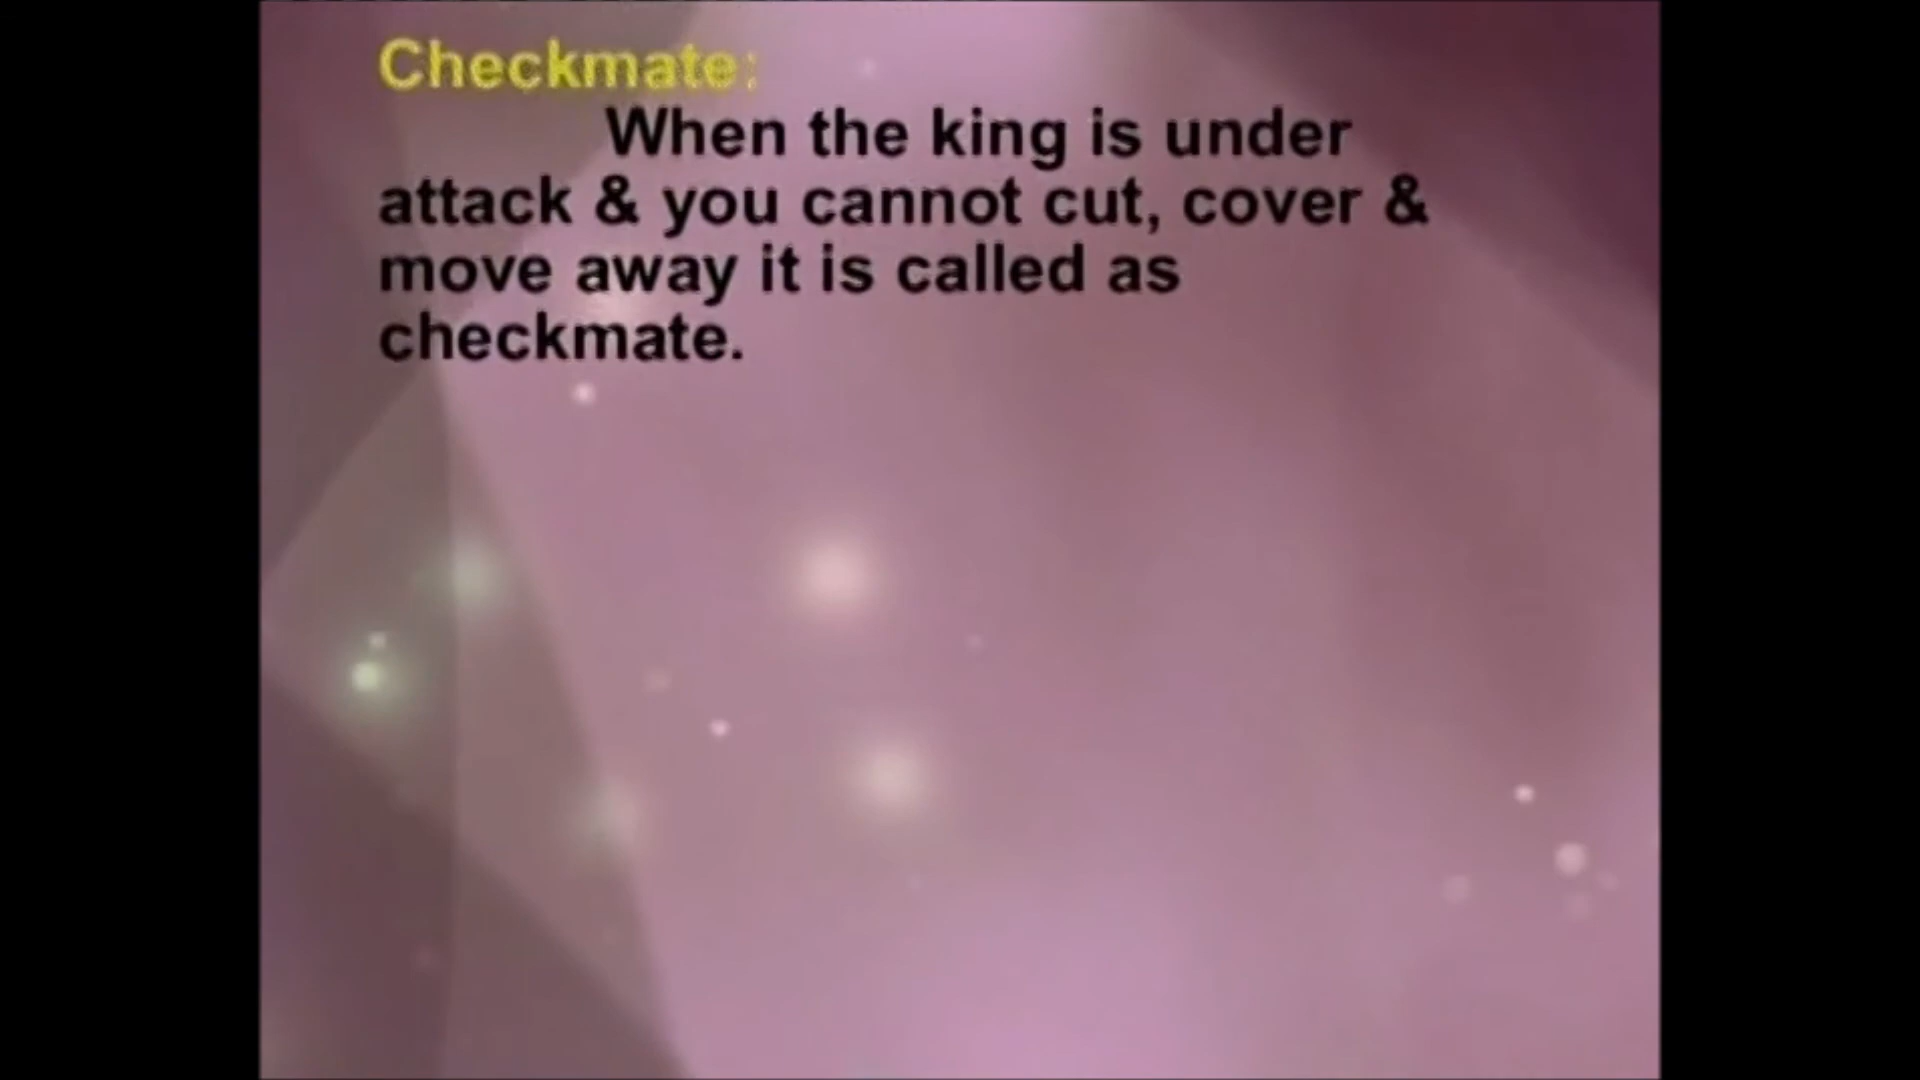 Checkmate:
When the king is under
attack & you cannot cut, cover &
move away it is called as
checkmate.